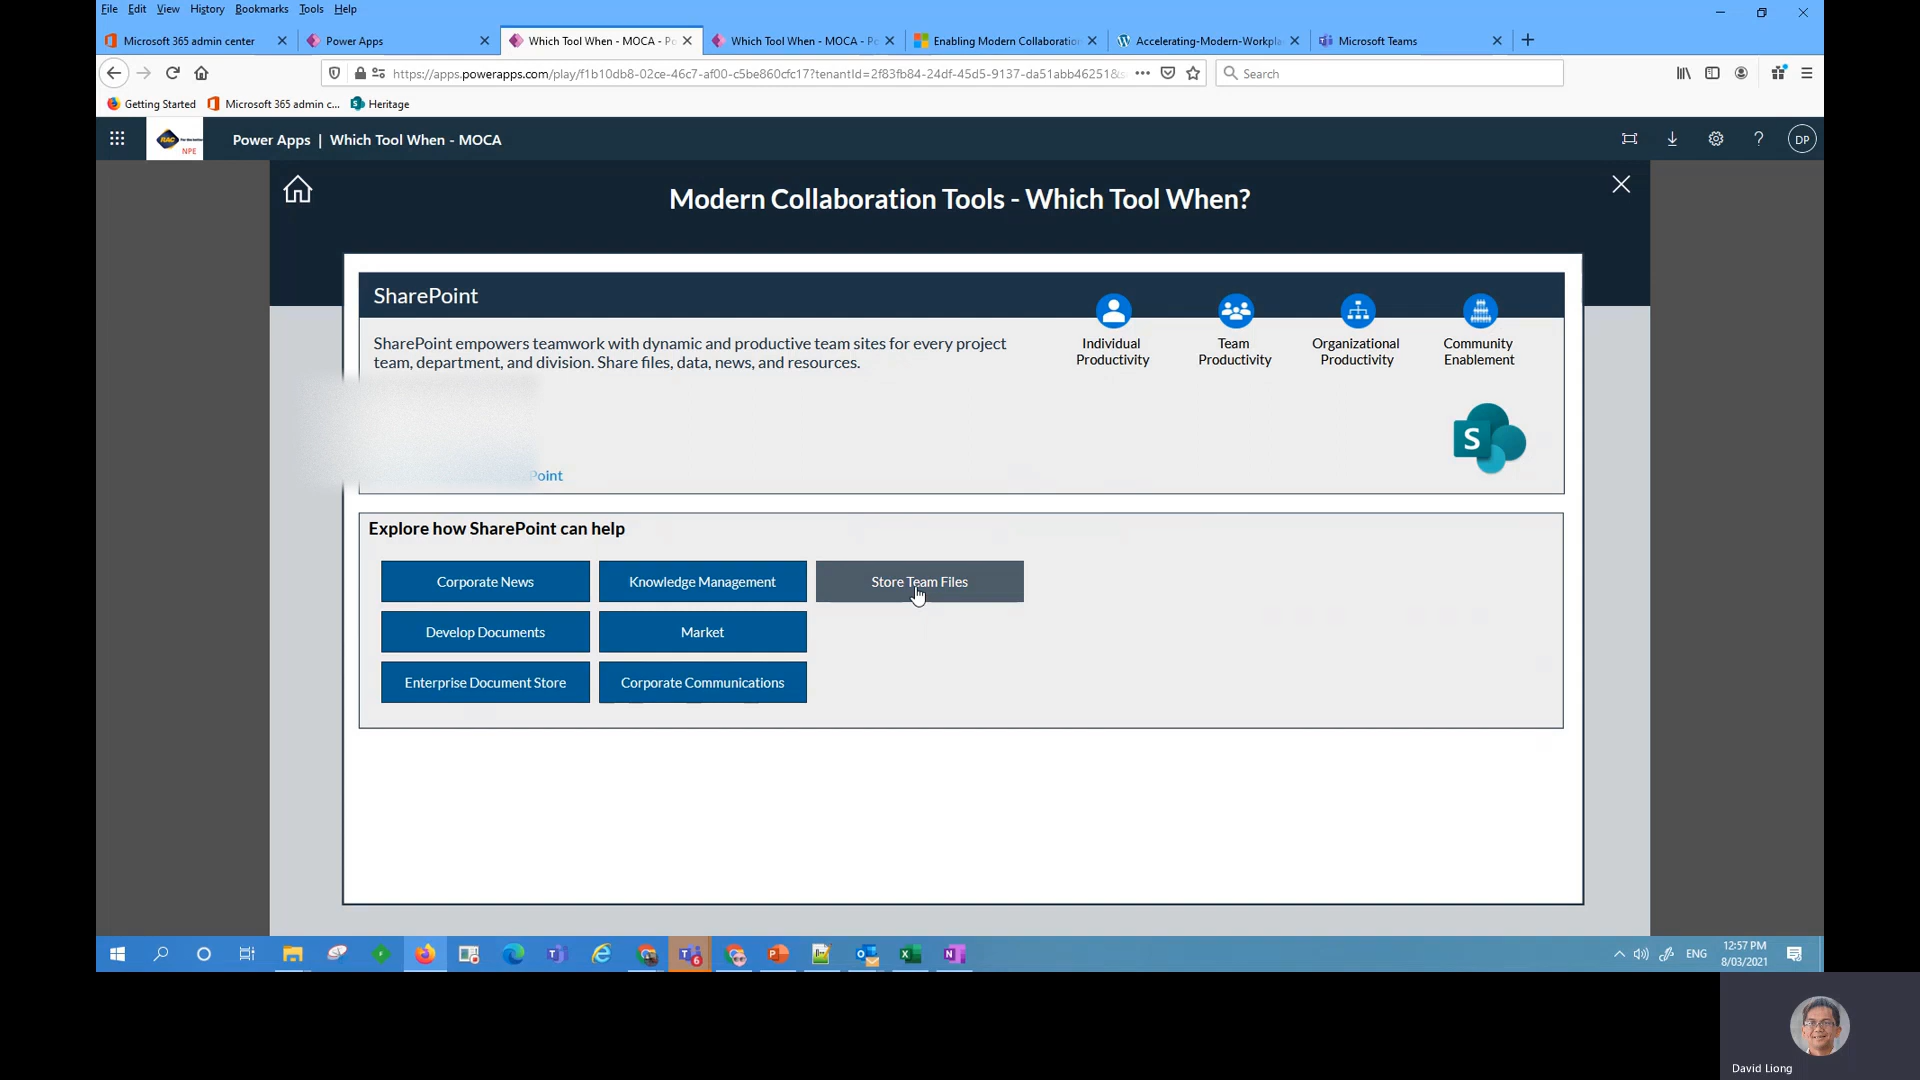 File Edit View History Bookmarks Tools Help
Microsoft 365 admin center
Power Apps
Which Tool When - MOCA - Po
Which Tool When - MOCA - Po
Enabling Modern Collaboration
Accelerating-Modern-Workpla
Microsoft Teams
https://apps.powerapps.com/play/f1b10db8-02ce-46c7-af00-c5be860cfc17?tenantId=2f83fb84-24df-45d5-9137-da51abb46251&s
Search
Getting Started
Microsoft 365 admin c...
Heritage
RAC
NPE
Power Apps | Which Tool When - MOCA
DP
Modern Collaboration Tools - Which Tool When?
SharePoint
SharePoint empowers teamwork with dynamic and productive team sites for every project
team, department, and division. Share files, data, news, and resources.
Individual
Productivity
Team
Productivity
Organizational
Productivity
Community
Enablement
S
Point
Explore how SharePoint can help
Corporate News
Knowledge Management
Store Team Files
Develop Documents
Market
Enterprise Document Store
Corporate Communications
ENG
12:57 PM
8/03/2021
David Liong